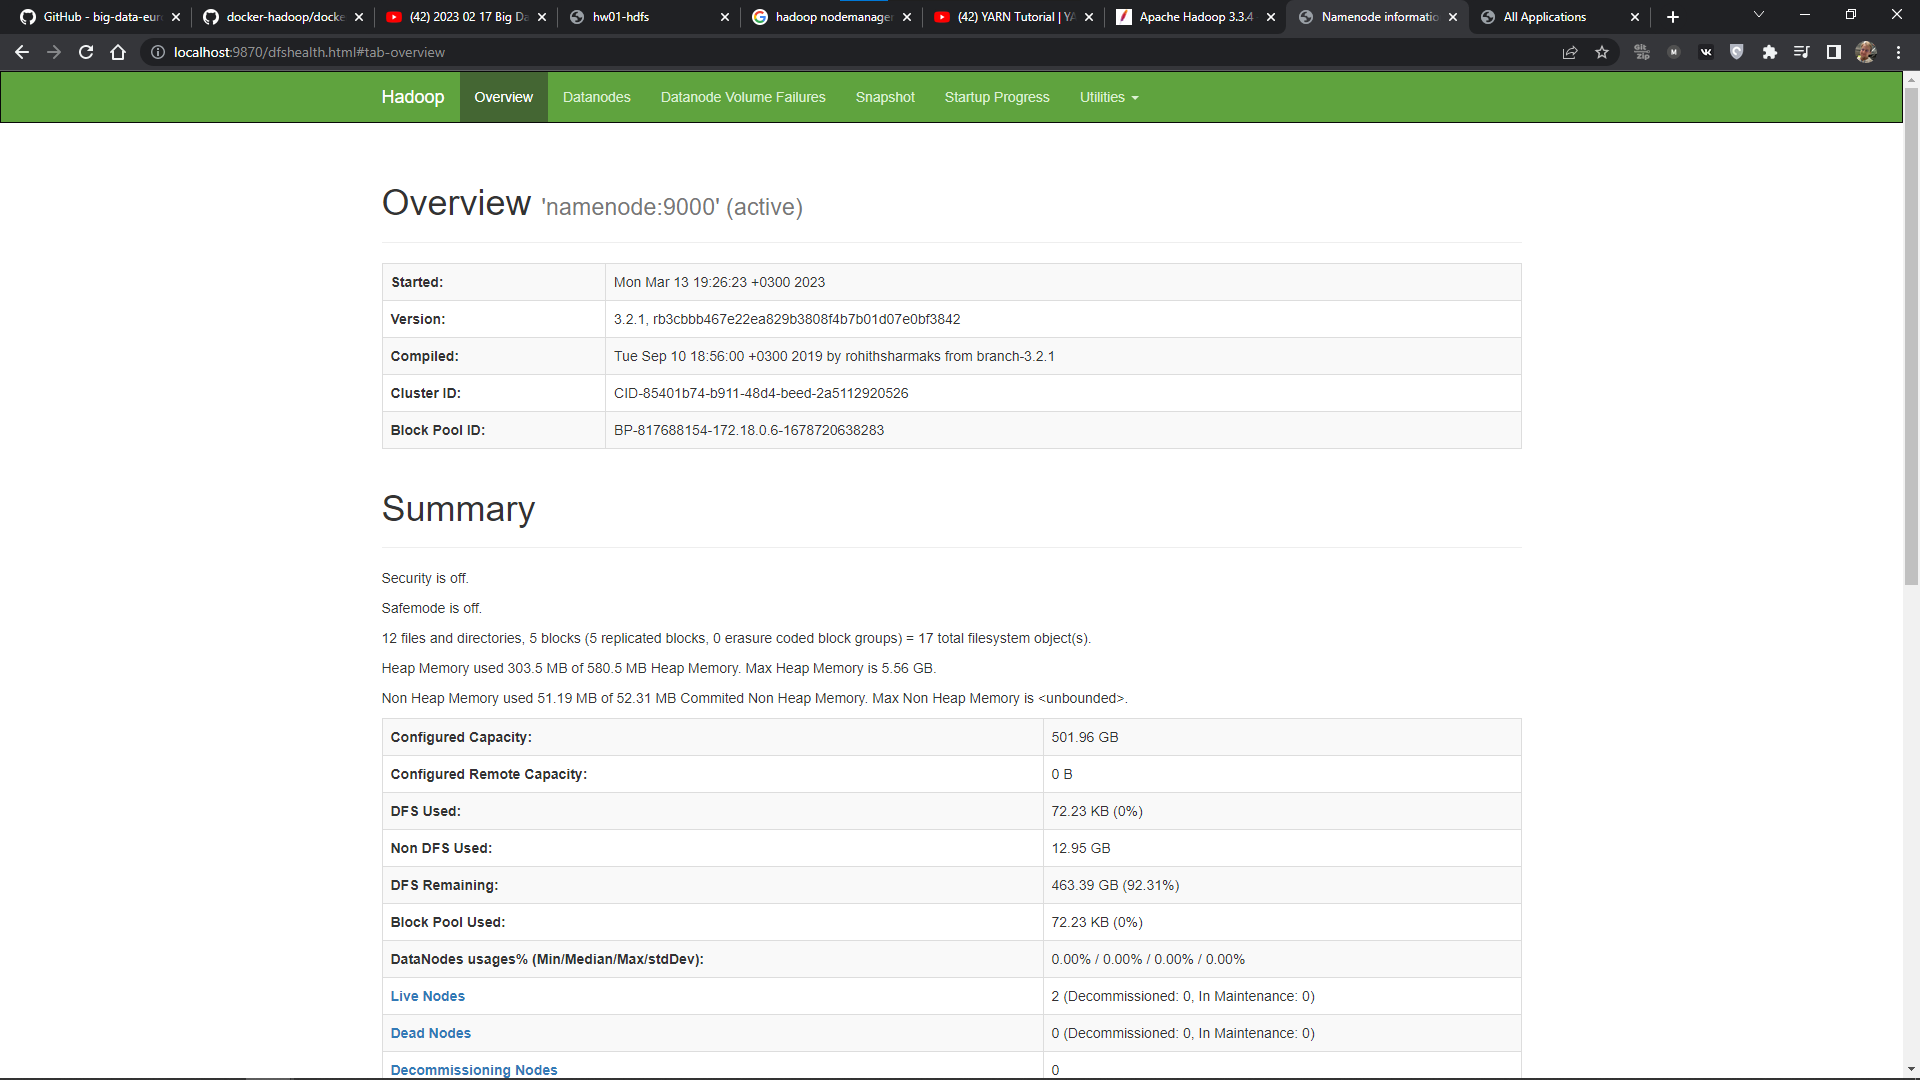 GitHub - big-data-eur
docker-hadoop/docke
(42) 2023 02 17 Big Da
hw01-hdfs
hadoop nodemanager
(42) YARN Tutorial | YA
Apache Hadoop 3.3.4
Namenode informatio
All Applications
localhost:9870/dfshealth.html#tab-overview
Hadoop
Overview
Datanodes
Datanode Volume Failures
Snapshot
Startup Progress
Utilities
Overview 'namenode:9000' (active)
Started: Mon Mar 13 19:26:23 +0300 2023
Version: 3.2.1, rb3cbbb467e22ea829b3808f4b7b01d07e0bf3842
Compiled: Tue Sep 10 18:56:00 +0300 2019 by rohithsharmaks from branch-3.2.1
Cluster ID: CID-85401b74-b911-48d4-beed-2a5112920526
Block Pool ID: BP-817688154-172.18.0.6-1678720638283
Summary
Security is off.
Safemode is off.
12 files and directories, 5 blocks (5 replicated blocks, 0 erasure coded block groups) = 17 total filesystem object(s).
Heap Memory used 303.5 MB of 580.5 MB Heap Memory. Max Heap Memory is 5.56 GB.
Non Heap Memory used 51.19 MB of 52.31 MB Commited Non Heap Memory. Max Non Heap Memory is <unbounded>.
Configured Capacity: 501.96 GB
Configured Remote Capacity: 0 B
DFS Used: 72.23 KB (0%)
Non DFS Used: 12.95 GB
DFS Remaining: 463.39 GB (92.31%)
Block Pool Used: 72.23 KB (0%)
DataNodes usages% (Min/Median/Max/stdDev): 0.00% / 0.00% / 0.00% / 0.00%
Live Nodes 2 (Decommissioned: 0, In Maintenance: 0)
Dead Nodes 0 (Decommissioned: 0, In Maintenance: 0)
Decommissioning Nodes 0